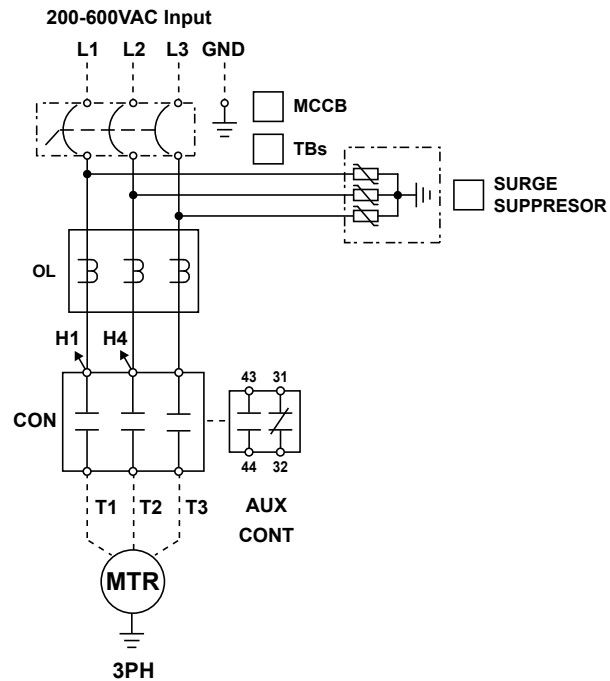 200-600VAC Input
L1 L2 L3 GND
MCCB
TBs
SURGE
SUPPRESOR
OL
H1 H4
43 31
CON
44 32
T1 T2 T3
AUX
CONT
MTR
3PH